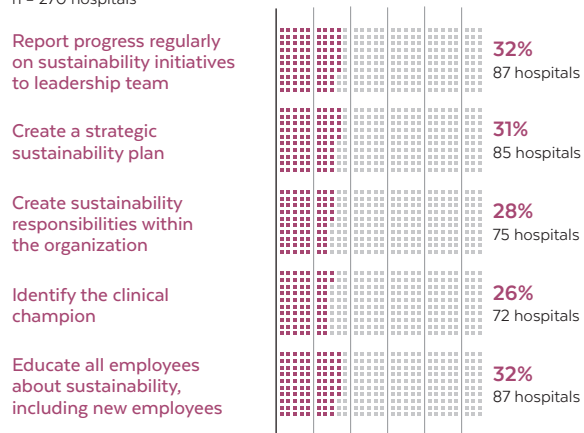 n = 270 hospitals
Report progress regularly
on sustainability initiatives
to leadership team
32%
87 hospitals
Create a strategic
sustainability plan
31%
85 hospitals
Create sustainability
responsibilities within
the organization
28%
75 hospitals
Identify the clinical
champion
26%
72 hospitals
Educate all employees
about sustainability,
including new employees
32%
87 hospitals